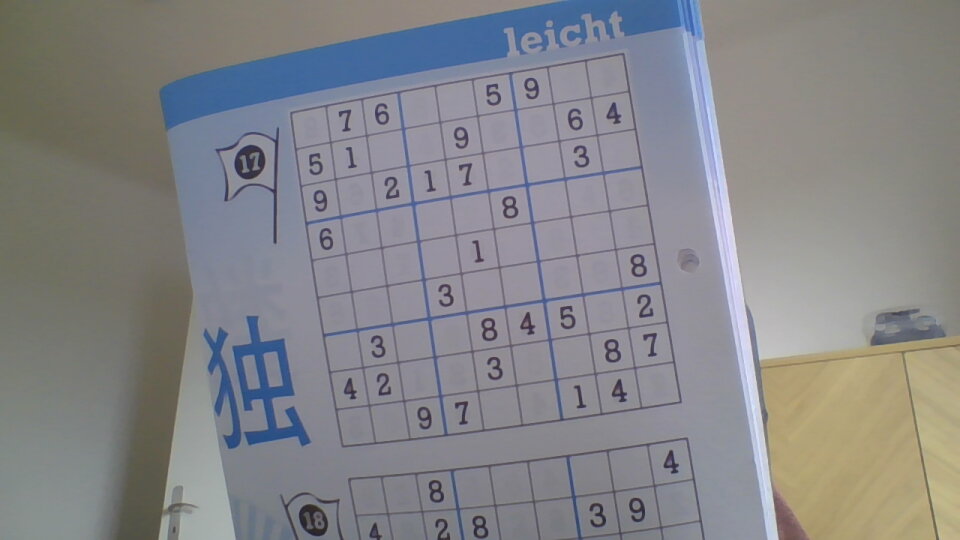 leicht
17
7 6 5 9
5 1 9 6 4
9 2 1 7 3
6 8
1
3 8
3 8 4 5 2
4 2 3 8 7
9 7 1 4
独
18
8 4
4 2 8 3 9